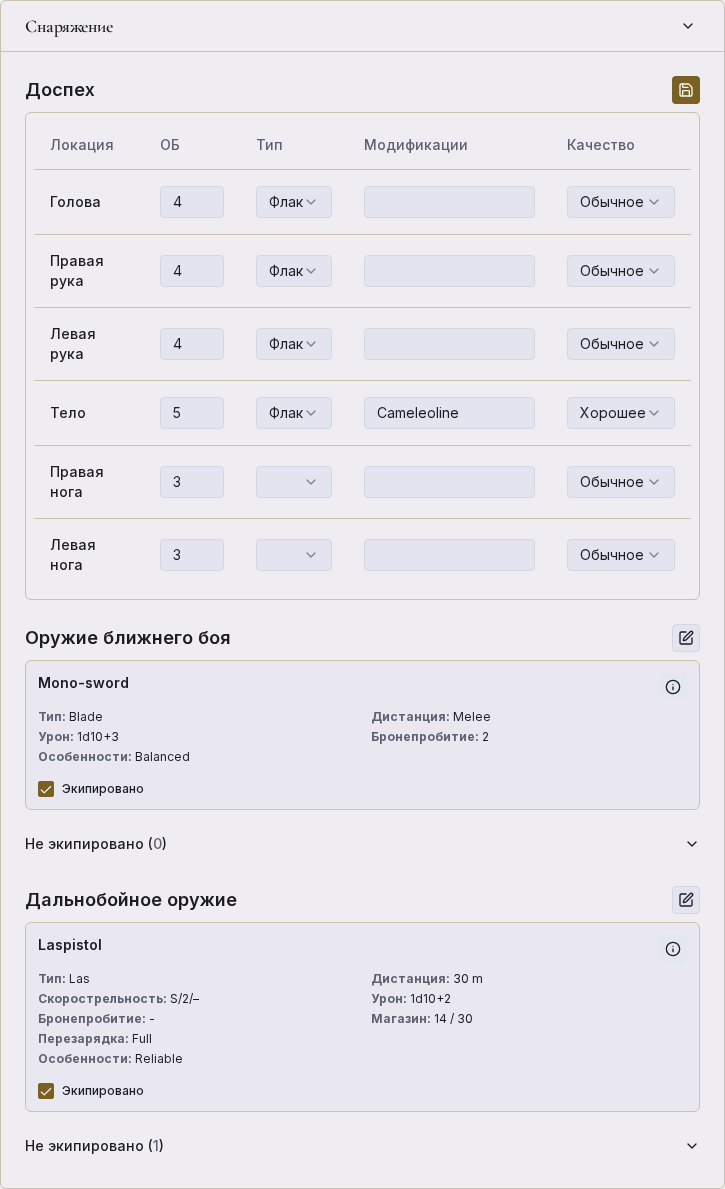 Снаряжение
Доспех
Локация ОБ Тип Модификации Качество
Голова 4 Флак Обычное
Правая
рука 4 Флак Обычное
Левая
рука 4 Флак Обычное
Тело 5 Флак Cameleoline Хорошее
Правая
нога 3 Обычное
Левая
нога 3 Обычное
Оружие ближнего боя
Mono-sword
Тип: Blade Дистанция: Melee
Урон: 1d10+3 Бронепробитие: 2
Особенности: Balanced
Экипировано
Не экипировано (0)
Дальнобойное оружие
Laspistol
Тип: Las Дистанция: 30 m
Скорострельность: S/2/– Урон: 1d10+2
Бронепробитие: - Магазин: 14 / 30
Перезарядка: Full
Особенности: Reliable
Экипировано
Не экипировано (1)